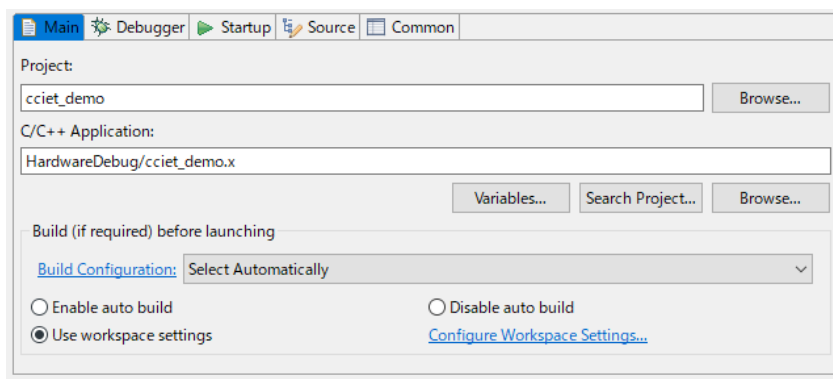 Main Debugger Startup Source Common
Project:
cciet_demo Browse...
C/C++ Application:
HardwareDebug/cciet_demo.x
Variables... Search Project... Browse...
Build (if required) before launching
Build Configuration: Select Automatically
Enable auto build Disable auto build
Use workspace settings Configure Workspace Settings...